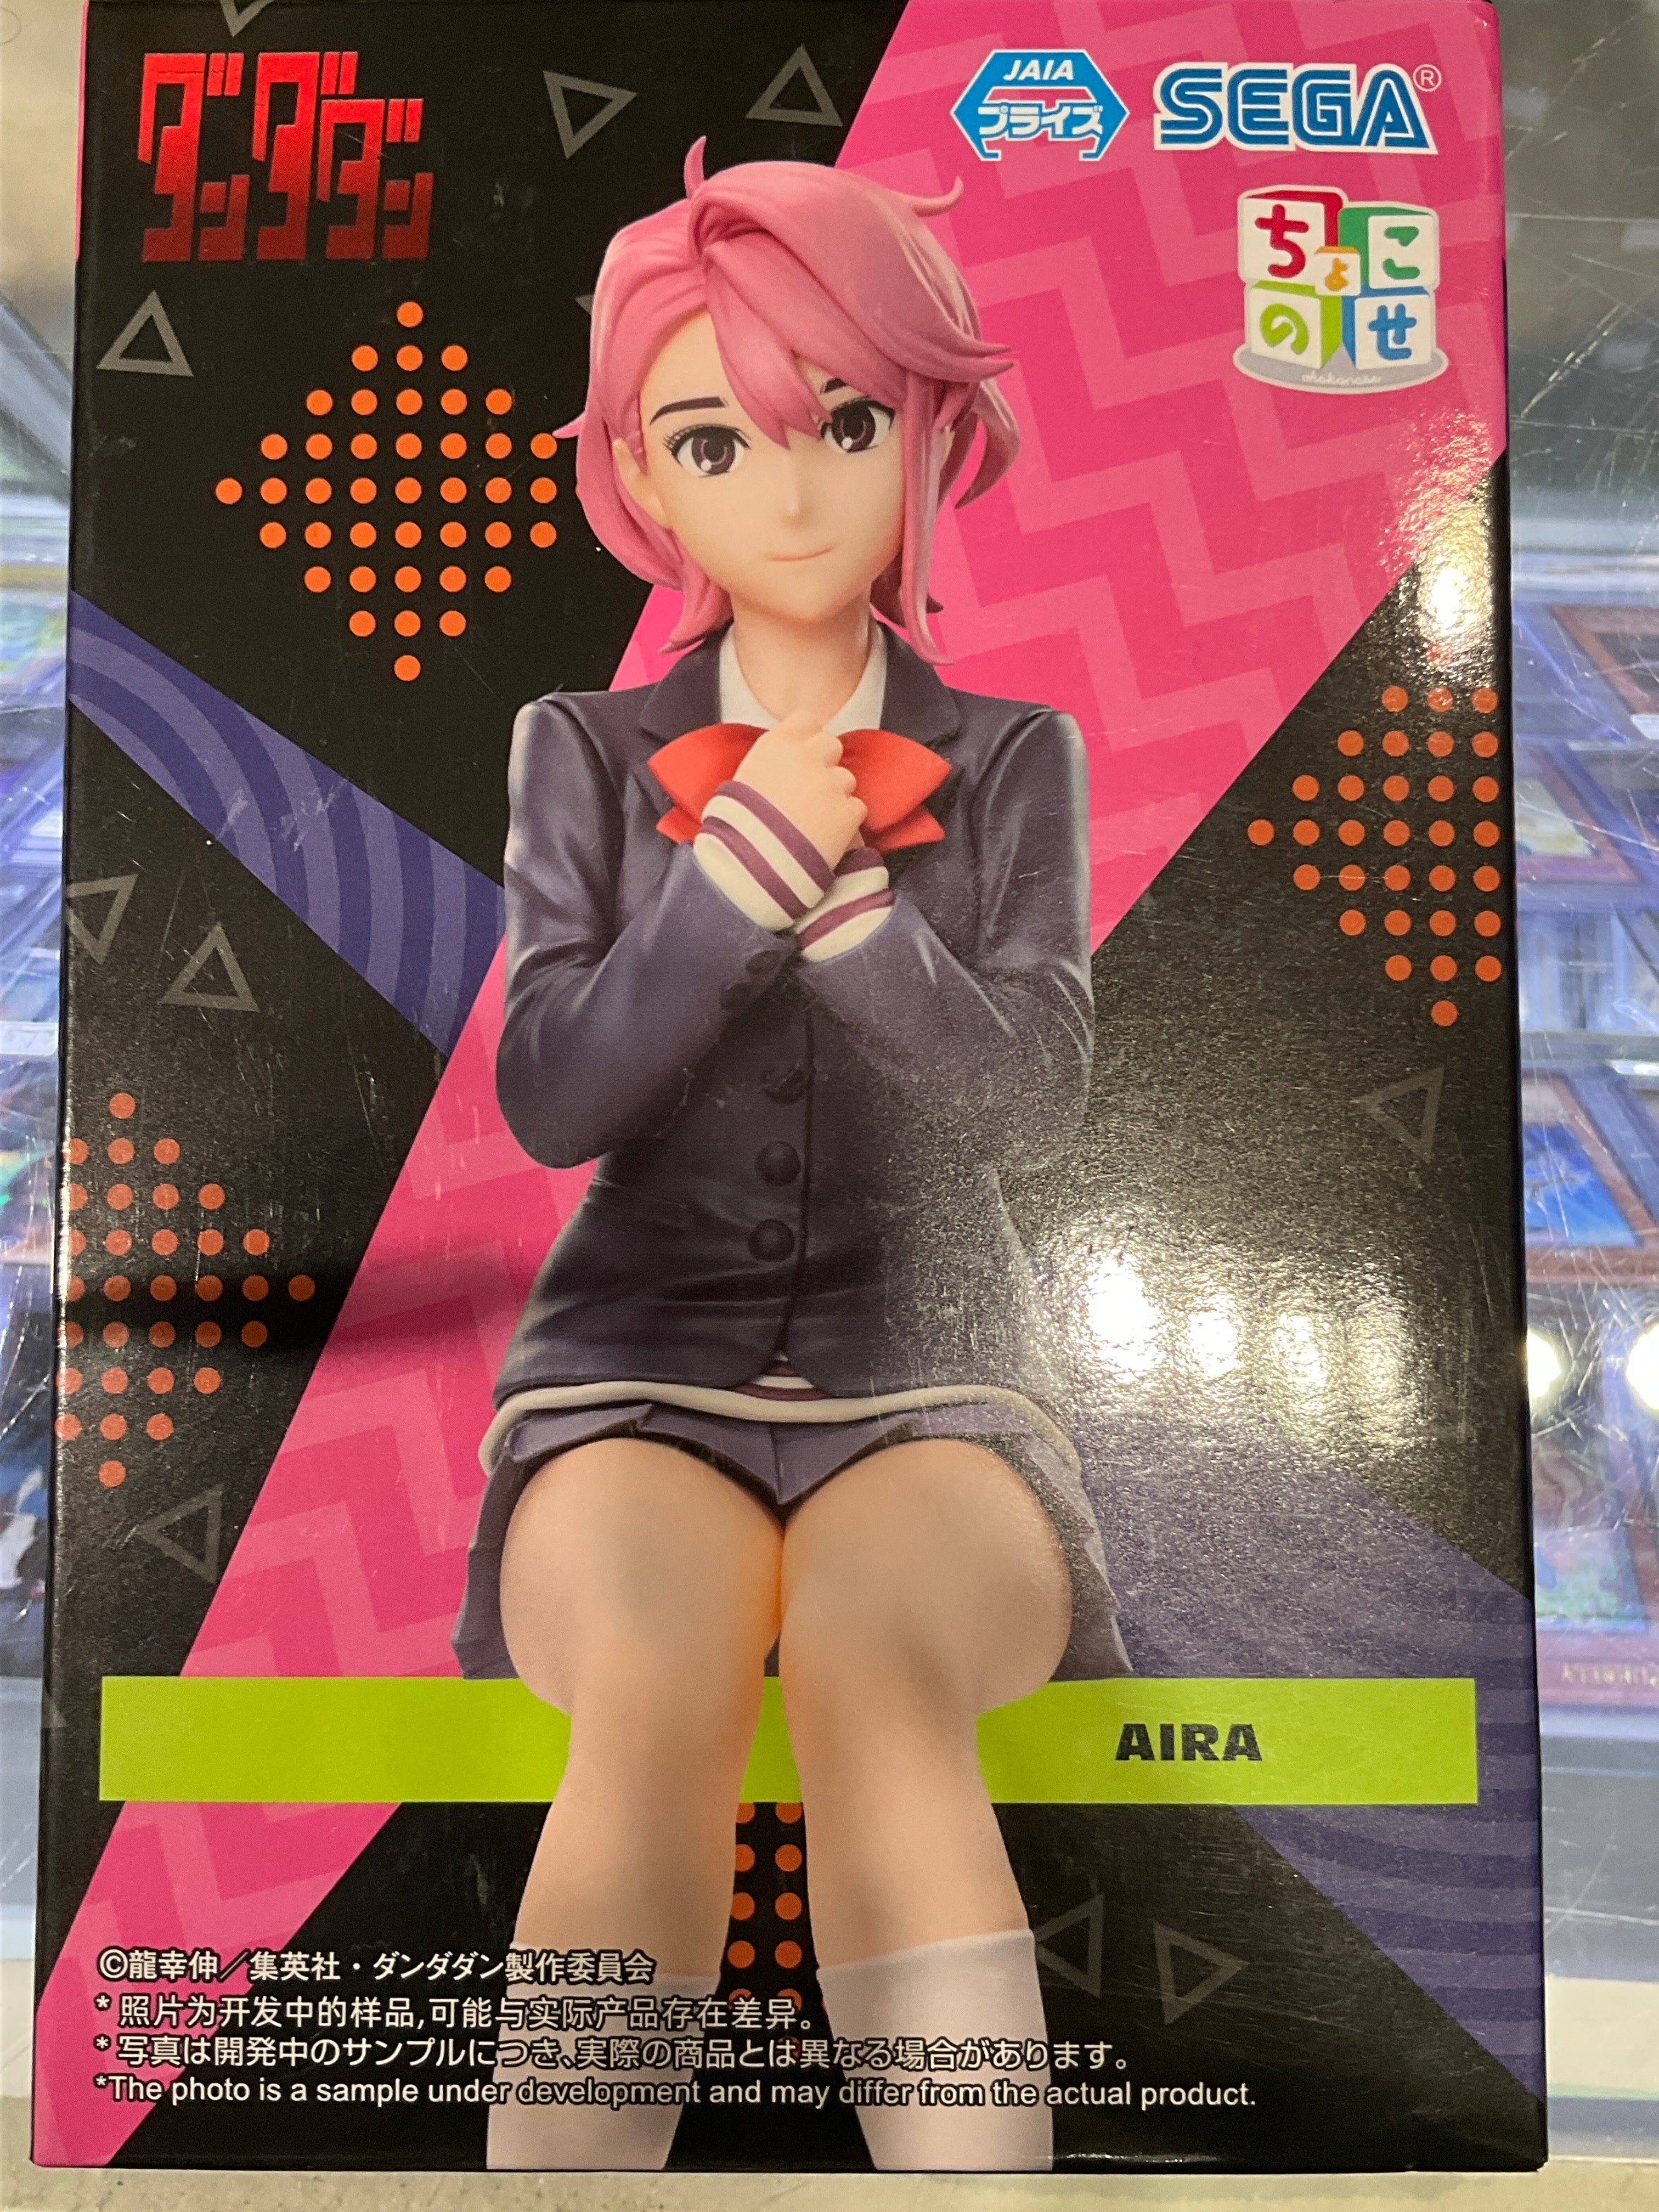 ダンダダン
JAIA
プライズ
SEGA®
ちょこ
のせ
chokonose
AIRA
©龍幸伸／集英社・ダンダダン製作委員会
* 照片为开发中的样品,可能与实际产品存在差异。
* 写真は開発中のサンプルにつき、実際の商品とは異なる場合があります。
*The photo is a sample under development and may differ from the actual product.